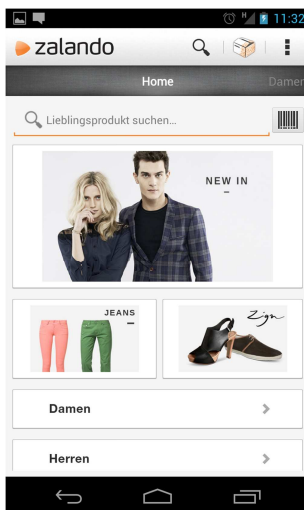 11:32
zalando
Home
Damen
Lieblingsprodukt suchen...
NEW IN
JEANS
Zign
Damen
Herren